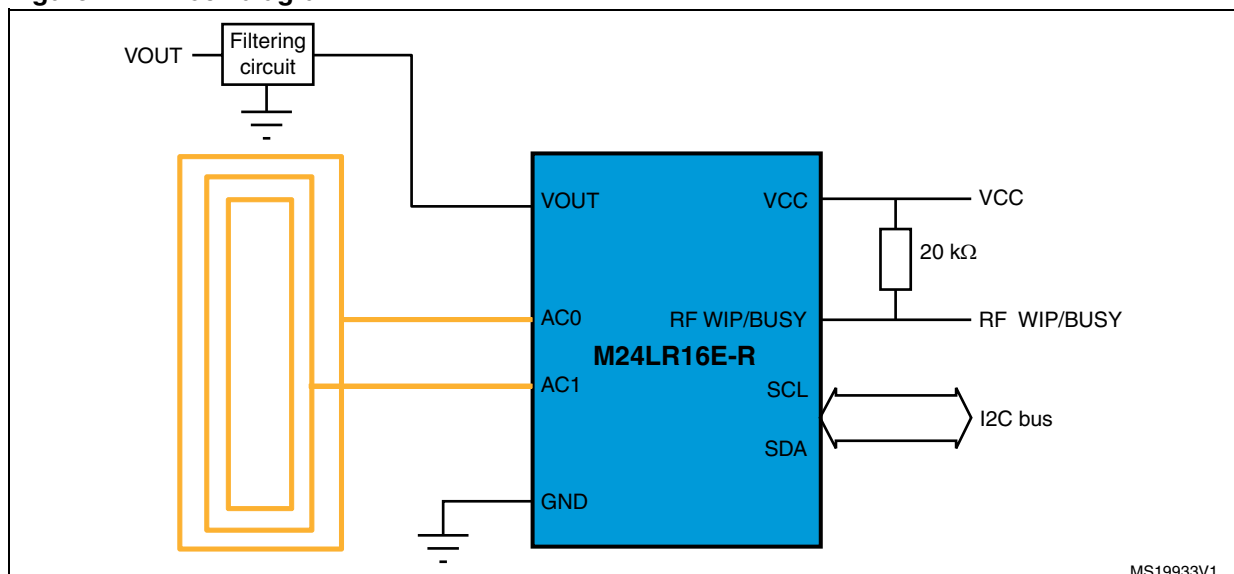 VOUT
Filtering
circuit
VOUT
VCC
VCC
20 kΩ
AC0
RF WIP/BUSY
RF WIP/BUSY
M24LR16E-R
AC1
SCL
I2C bus
SDA
GND
MS19933V1